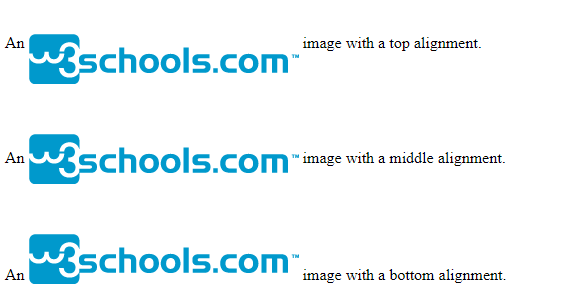 An w3schools.com™ image with a top alignment.
An w3schools.com™ image with a middle alignment.
An w3schools.com™ image with a bottom alignment.